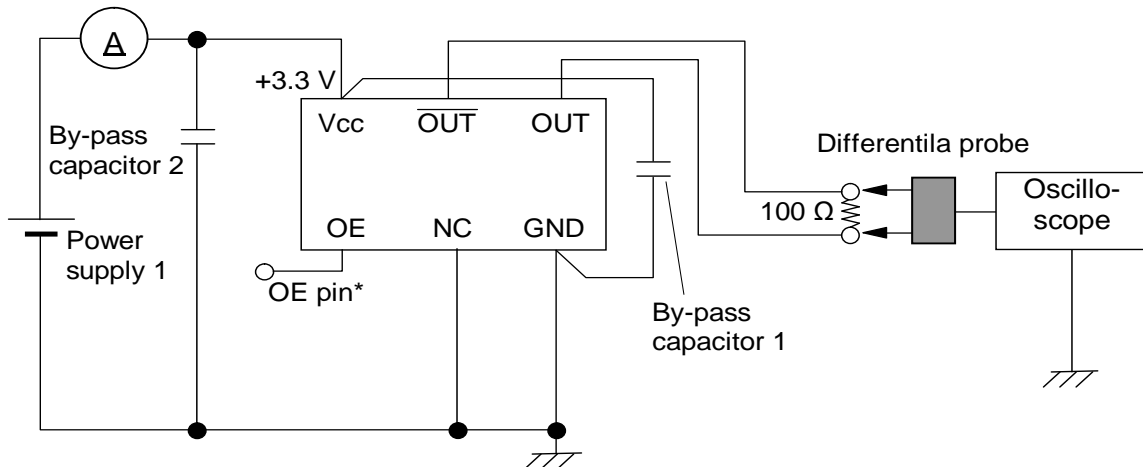 A
+3.3 V
Vcc
OUT
OUT
By-pass
capacitor 2
Differentila probe
Oscillo-
scope
100 Ω
OE
NC
GND
Power
supply 1
OE pin*
By-pass
capacitor 1